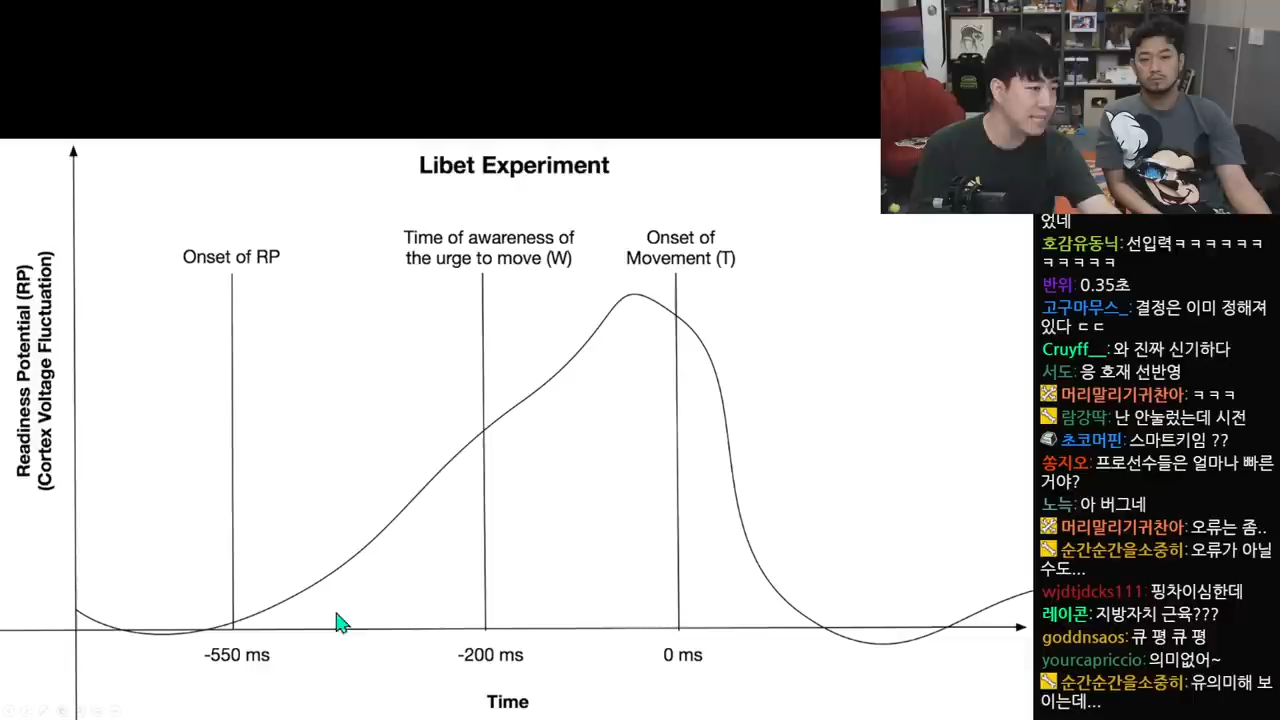 Libet Experiment
Onset of RP
Time of awareness of
the urge to move (W)
Onset of
Movement (T)
Readiness Potential (RP)
(Cortex Voltage Fluctuation)
-550 ms
-200 ms
0 ms
Time
었네
호감유동닉: 선입력ㅋㅋㅋㅋㅋㅋ
ㅋㅋㅋㅋㅋ
반위: 0.35초
고구마무스_: 결정은 이미 정해져
있다 ㄷㄷ
Cruyff__: 와 진짜 신기하다
서도: 응 호재 선반영
머리말리기귀찬아: ㅋㅋㅋ
람강딱: 난 안눌렀는데 시전
초코머핀: 스마트키임 ??
쏭지오: 프로선수들은 얼마나 빠른
거야?
노늑: 아 버그네
머리말리기귀찬아: 오류는 좀..
순간순간을소중히: 오류가 아닐
수도...
wjdtjdcks111: 핑차이심한데
레이콘: 지방자치 근육???
goddnsaos: 큐 평 큐 평
yourcapriccio: 의미없어~
순간순간을소중히: 유의미해 보
이는데...